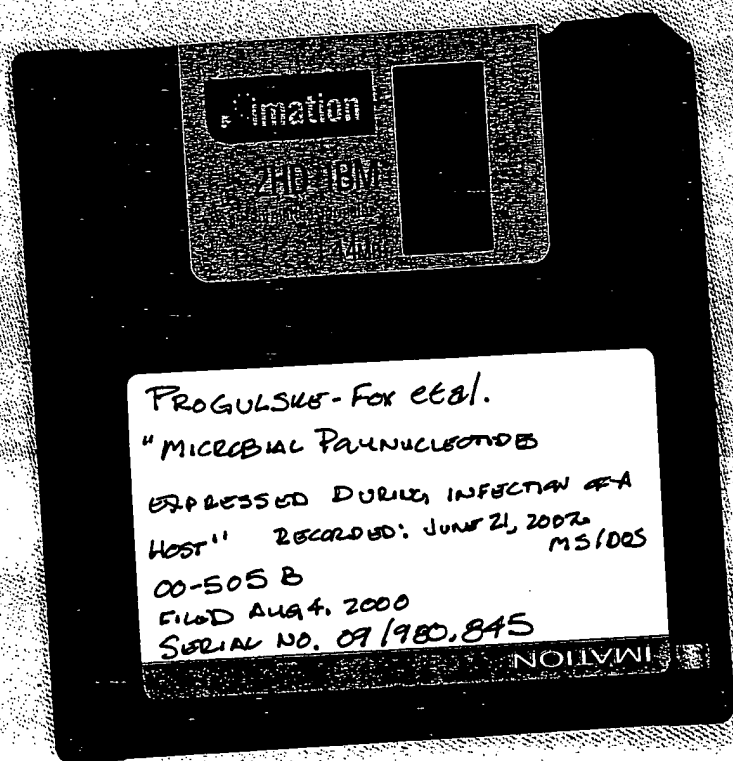 imation
2HD IBM
PROGULSKE-FOX et al.
"MICROBIAL POLYNUCLEOTIDES
EXPRESSED DURING INFECTION OF A
HOST" RECORDED: JUNE 21, 2002
MS/DOS
00-505 B
FILED AUG 4, 2000
SERIAL NO. 09/980,845
IMATION